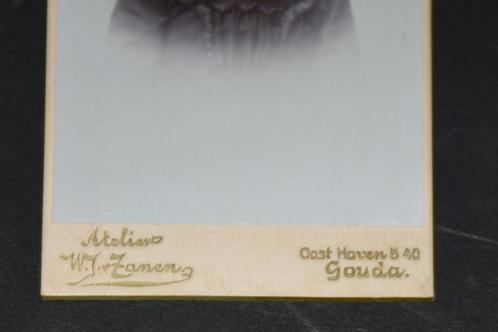 Atelier
W.J.v.Zanen
Oost Haven B 40
Gouda.